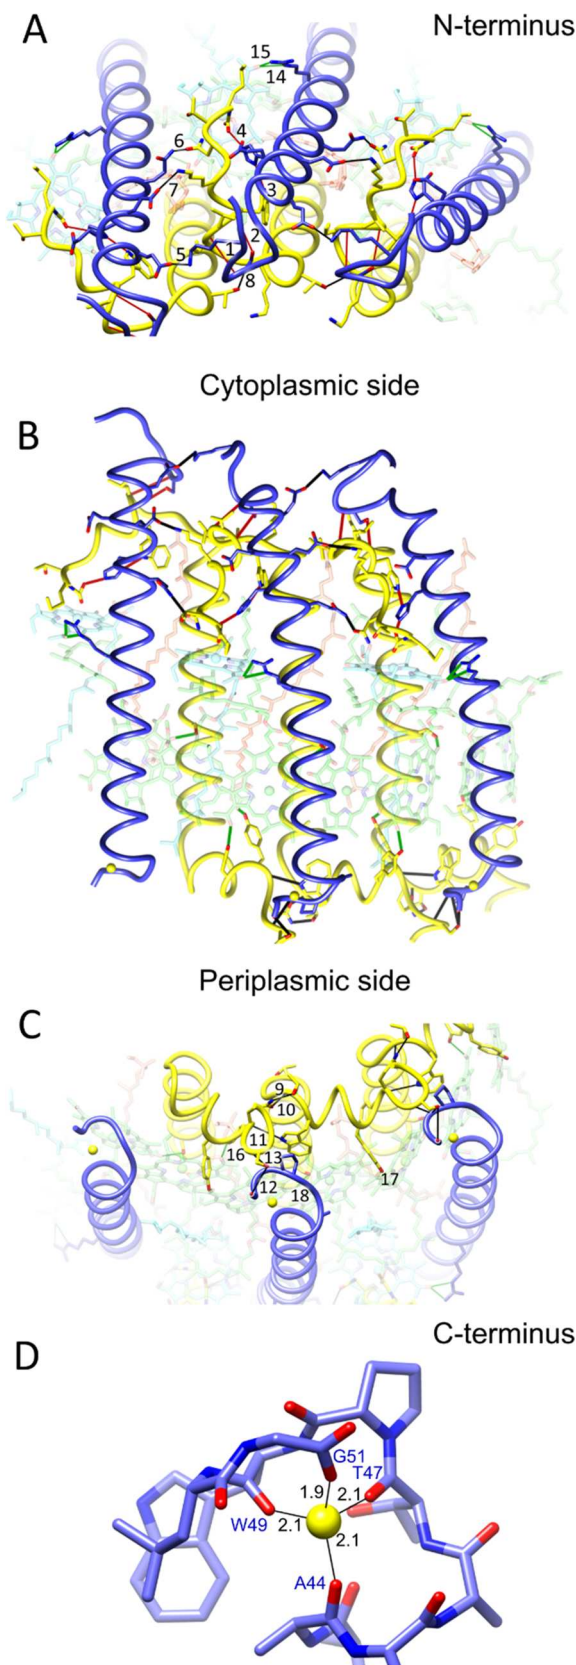 A
N-terminus
15
14
4
6
7
3
5
1
2
8
Cytoplasmic side
B
Periplasmic side
C
9
10
11
16
13
12
18
17
C-terminus
D
G51
T47
1.9
2.1
W49
2.1
2.1
A44